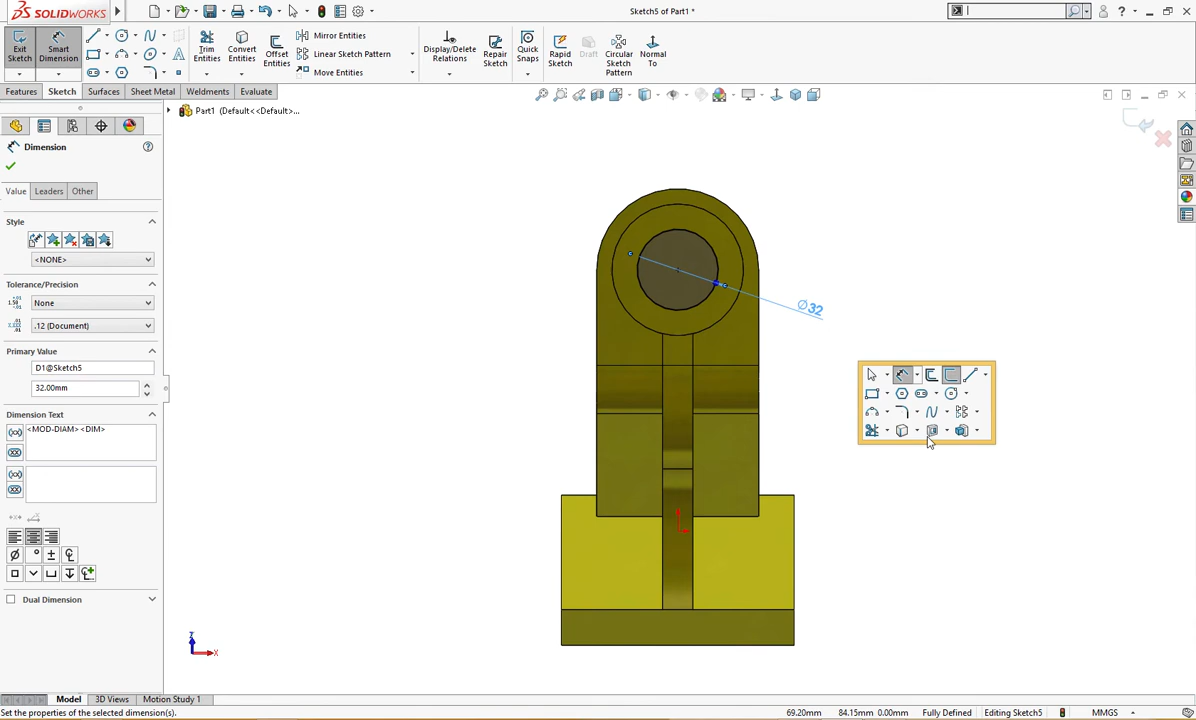 SOLIDWORKS
Sketch5 of Part1 *
Exit Sketch
Smart Dimension
Trim Entities
Convert Entities
Offset Entities
Mirror Entities
Linear Sketch Pattern
Move Entities
Display/Delete Relations
Repair Sketch
Quick Snaps
Rapid Sketch
Draft
Circular Sketch Pattern
Normal To
Features
Sketch
Surfaces
Sheet Metal
Weldments
Evaluate
Part1 (Default<<Default>...
Dimension
Value
Leaders
Other
Style
<NONE>
Tolerance/Precision
None
.12 (Document)
Primary Value
D1@Sketch5
32.00mm
Dimension Text
<MOD-DIAM><DIM>
Dual Dimension
∅32
Z
X
Model
3D Views
Motion Study 1
Set the properties of the selected dimension(s).
69.20mm
84.15mm 0.00mm
Fully Defined
Editing Sketch5
MMGS